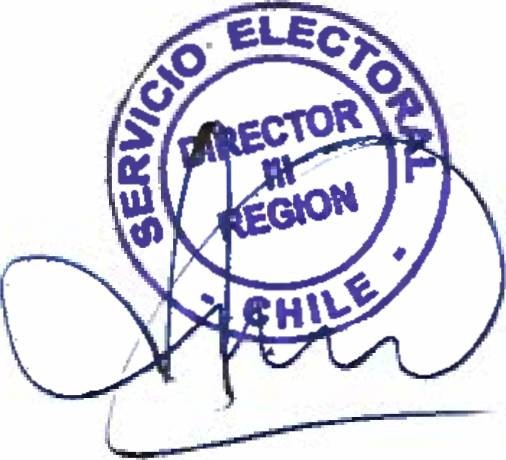 SERVICIO ELECTORAL
DIRECTOR
III
REGION
- CHILE -